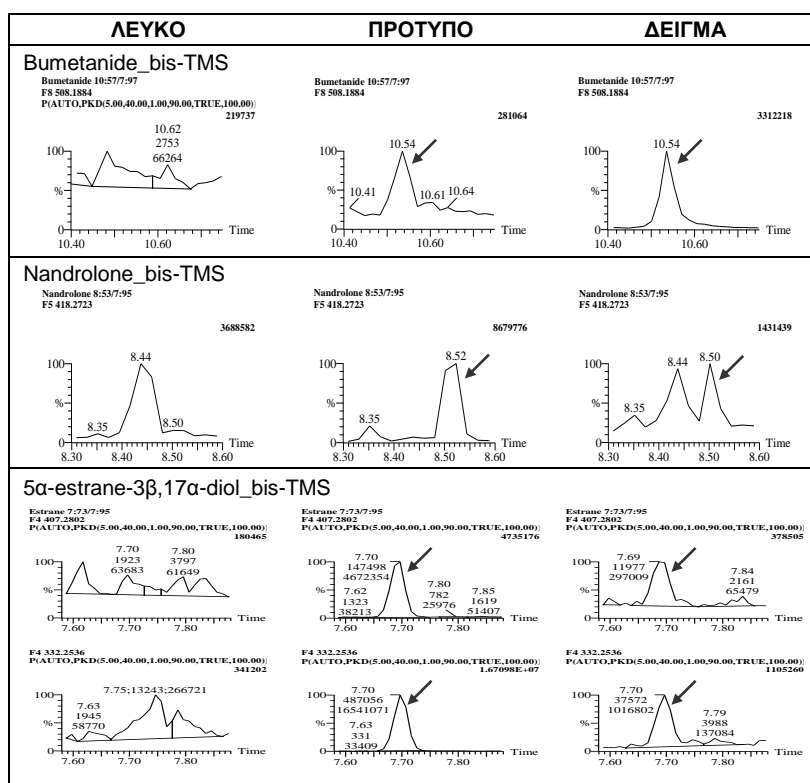 ΛΕΥΚΟ ΠΡΟΤΥΠΟ ΔΕΙΓΜΑ
Bumetanide_bis-TMS
Bumetanide 10:57/7:97
F8 508.1884
P(AUTO,PKD(5.00,40.00,1.00,90.00,TRUE,100.00)
219737
10.62
2753
66264
100
%
0
10.40 10.60 Time
Bumetanide 10:57/7:97
F8 508.1884
281064
10.54
100
10.41 10.61 10.64
%
0
10.40 10.60 Time
Bumetanide 10:57/7:97
F8 508.1884
3312218
10.54
100
%
0
10.40 10.60 Time
Nandrolone_bis-TMS
Nandrolone 8:53/7:95
F5 418.2723
3688582
8.44
100
%
8.35 8.50
0
8.30 8.40 8.50 8.60 Time
Nandrolone 8:53/7:95
F5 418.2723
8679776
8.52
100
%
8.35
0
8.30 8.40 8.50 8.60 Time
Nandrolone 8:53/7:95
F5 418.2723
1431439
8.44 8.50
100
8.35
%
0
8.30 8.40 8.50 8.60 Time
5α-estrane-3β,17α-diol_bis-TMS
Estrane 7:73/7:95
F4 407.2802
P(AUTO,PKD(5.00,40.00,1.00,90.00,TRUE,100.00)
180465
7.70 7.80
1923 3797
63683 61649
100
%
0
7.60 7.70 7.80 Time
Estrane 7:73/7:95
F4 407.2802
P(AUTO,PKD(5.00,40.00,1.00,90.00,TRUE,100.00)
4735176
7.70
147498
4672354
7.62 7.80 7.85
1323 782 1619
38213 25976 51407
100
%
0
7.60 7.70 7.80 Time
Estrane 7:73/7:95
F4 407.2802
P(AUTO,PKD(5.00,40.00,1.00,90.00,TRUE,100.00)
378505
7.69
11977
297009
7.84
2161
65479
100
%
0
7.60 7.70 7.80 Time
F4 332.2536
P(AUTO,PKD(5.00,40.00,1.00,90.00,TRUE,100.00)
341202
7.75;13243;266721
7.63
1945
58770
100
%
0
7.60 7.70 7.80 Time
F4 332.2536
P(AUTO,PKD(5.00,40.00,1.00,90.00,TRUE,100.00)
1.67098E+07
7.70
487056
16541071
7.63
331
33409
100
%
0
7.60 7.70 7.80 Time
F4 332.2536
P(AUTO,PKD(5.00,40.00,1.00,90.00,TRUE,100.00)
1105260
7.70
37572
1016802
7.79
3988
137084
100
%
0
7.60 7.70 7.80 Time